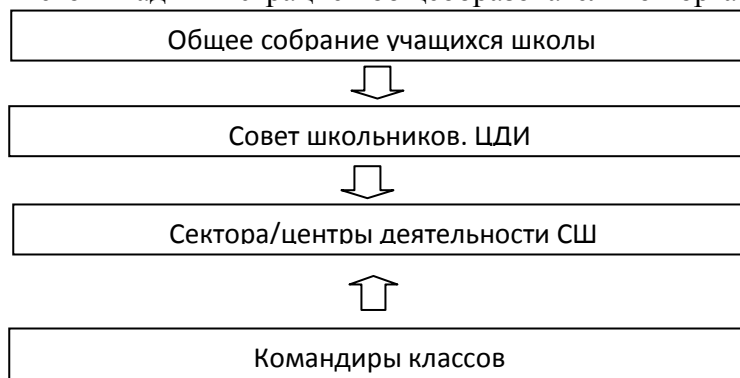 Общее собрание учащихся школы
Совет школьников. ЦДИ
Сектора/центры деятельности СШ
Командиры классов